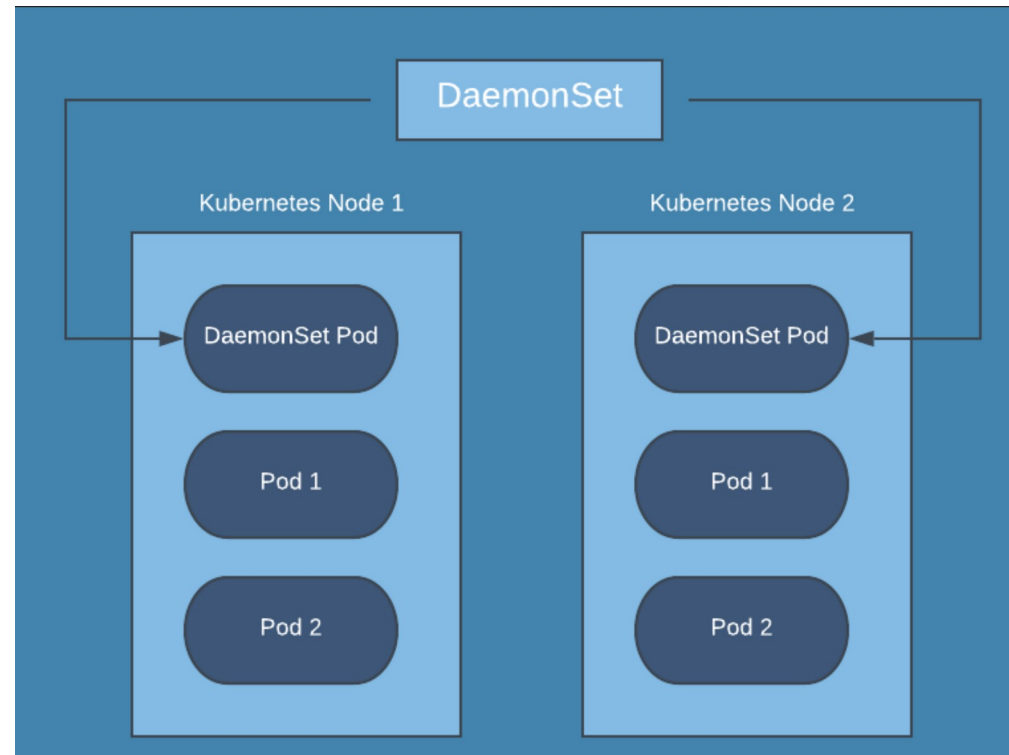 DaemonSet
Kubernetes Node 1
Kubernetes Node 2
DaemonSet Pod
DaemonSet Pod
Pod 1
Pod 1
Pod 2
Pod 2